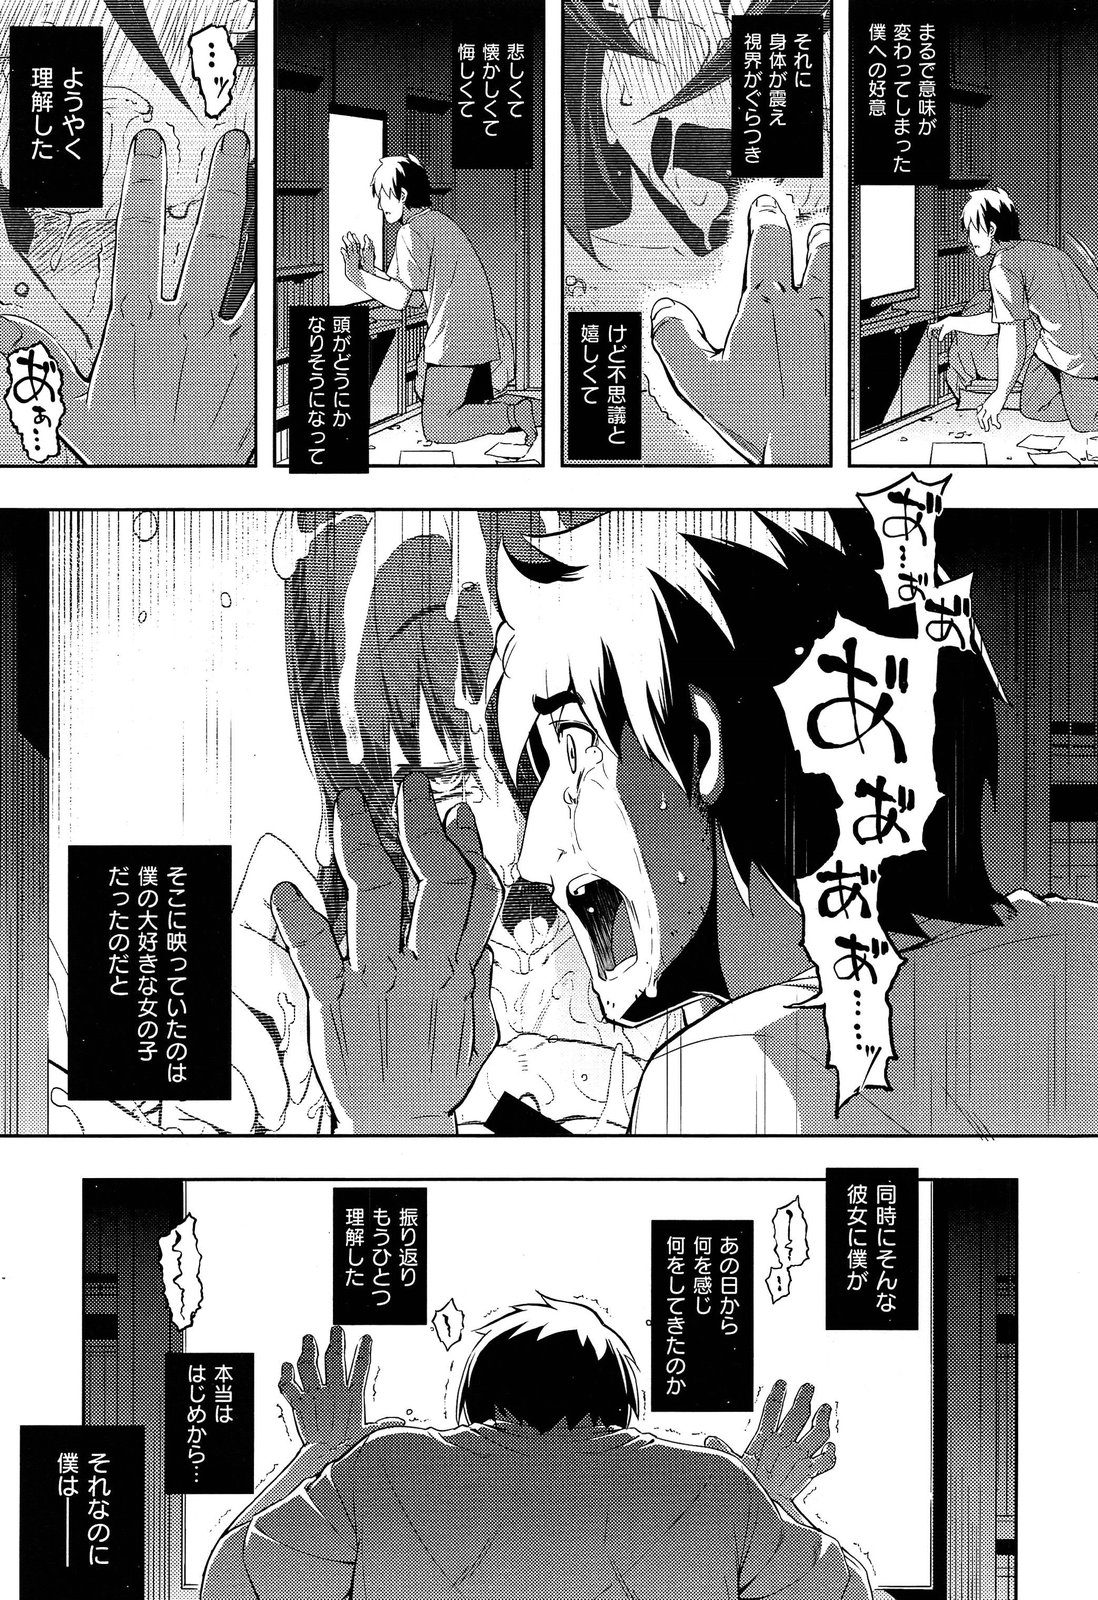 まるで意味が
変わってしまった
僕への好意
それに
身体が震え
視界がぐらつき
けど不思議と
嬉しくて
悲しくて
懐かしくて
悔しくて
頭がどうにか
なりそうになって
…ッ
ようやく
理解した
あ゛
あぁ…
あ゛…ぉぉ
あ゛
あ゛
あ゛
あ゛
あ゛……ッ
そこに映っていたのは
僕の大好きな女の子
だったのだと
同時にそんな
彼女に僕が
あの日から
何を感じ
何をしてきたのか
振り返り
もうひとつ
理解した
本当は
はじめから…
それなのに
僕は――